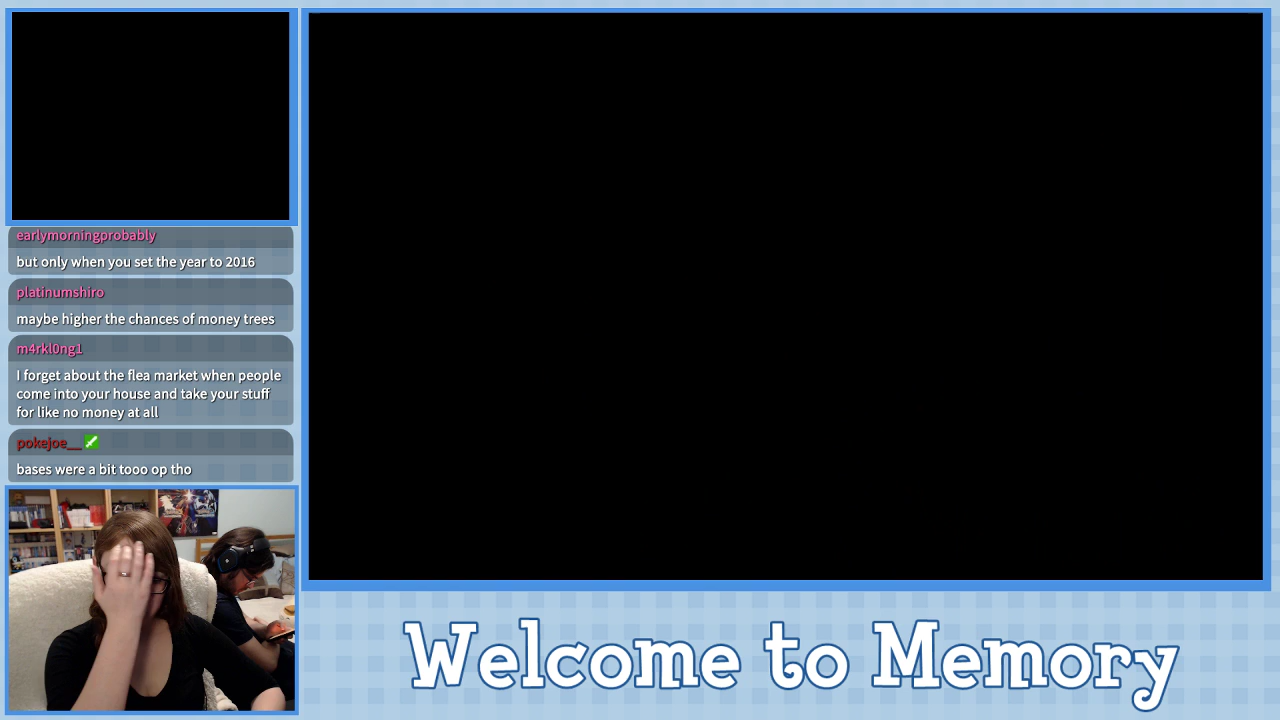 earlymorningprobably
but only when you set the year to 2016
platinumshiro
maybe higher the chances of money trees
m4rkl0ng1
I forget about the flea market when people
come into your house and take your stuff
for like no money at all
pokejoe__
bases were a bit tooo op tho
Welcome to Memory